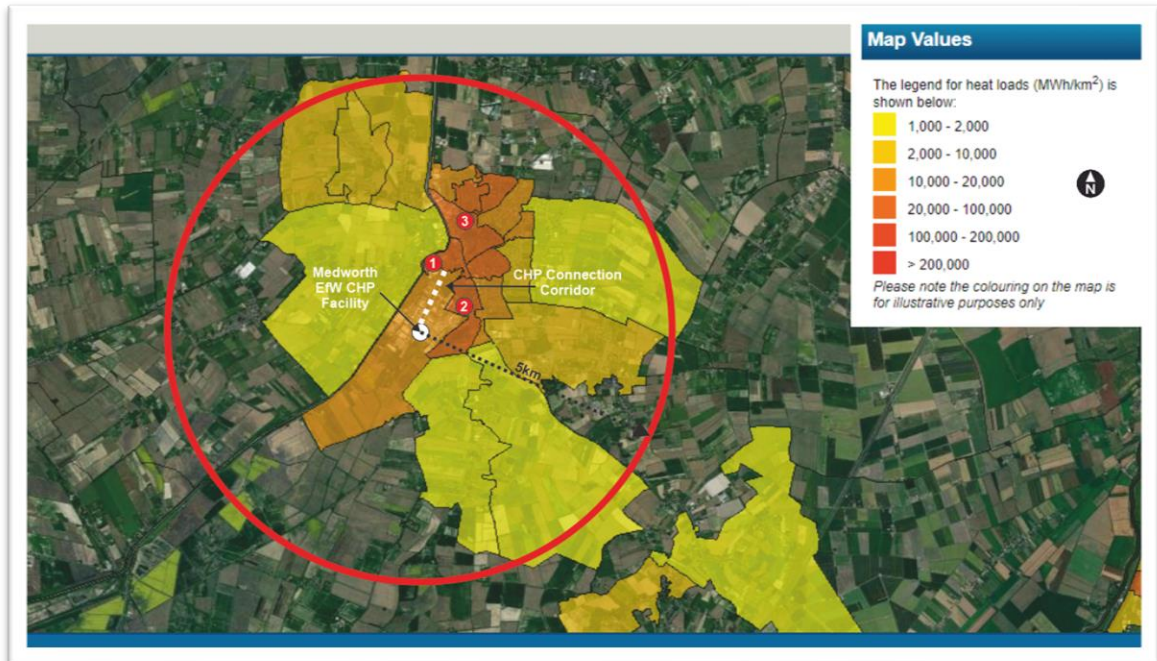 Map Values
The legend for heat loads (MWh/km²) is
shown below:
1,000 - 2,000
2,000 - 10,000
10,000 - 20,000
20,000 - 100,000
100,000 - 200,000
> 200,000
Please note the colouring on the map is
for illustrative purposes only
N
3
1
Medworth
EfW CHP
Facility
CHP Connection
Corridor
2
5km